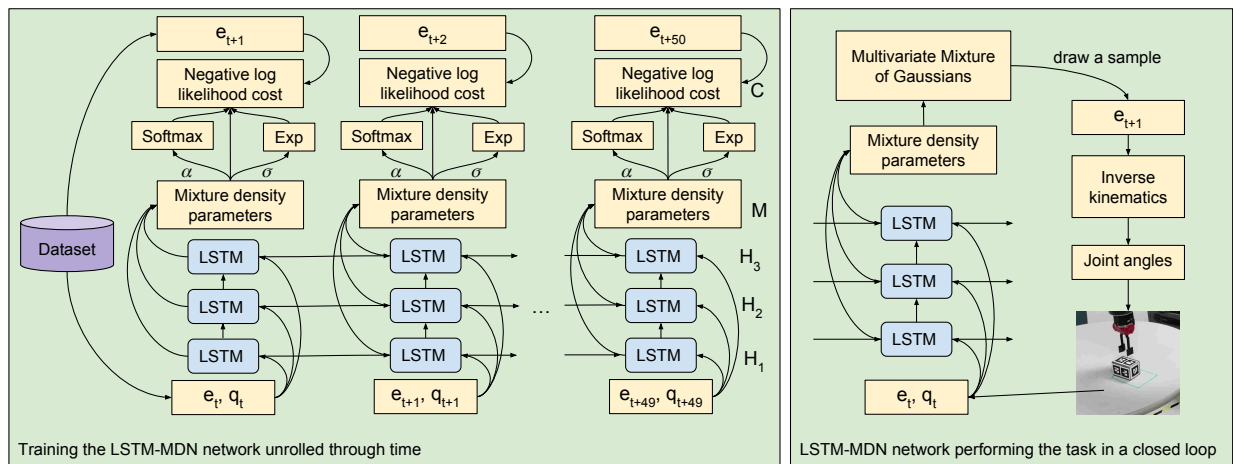 e_{t+1}
Negative log
likelihood cost
Softmax
Exp
α
σ
Mixture density
parameters
Dataset
LSTM
LSTM
LSTM
e_t, q_t
e_{t+2}
Negative log
likelihood cost
Softmax
Exp
α
σ
Mixture density
parameters
LSTM
LSTM
LSTM
e_{t+1}, q_{t+1}
...
e_{t+50}
Negative log
likelihood cost
C
Softmax
Exp
α
σ
Mixture density
parameters
M
LSTM
H_3
LSTM
H_2
LSTM
H_1
e_{t+49}, q_{t+49}
Training the LSTM-MDN network unrolled through time
Multivariate Mixture
of Gaussians
draw a sample
e_{t+1}
Mixture density
parameters
Inverse
kinematics
LSTM
LSTM
LSTM
Joint angles
e_t, q_t
LSTM-MDN network performing the task in a closed loop